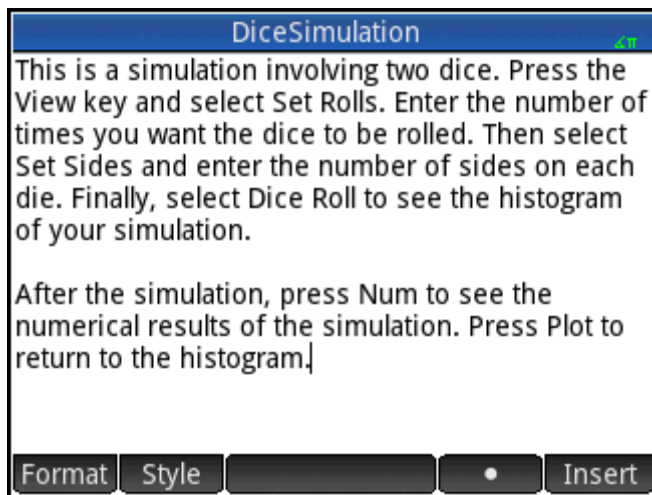 DiceSimulation
∡π
This is a simulation involving two dice. Press the
View key and select Set Rolls. Enter the number of
times you want the dice to be rolled. Then select
Set Sides and enter the number of sides on each
die. Finally, select Dice Roll to see the histogram
of your simulation.
After the simulation, press Num to see the
numerical results of the simulation. Press Plot to
return to the histogram.
Format Style • Insert